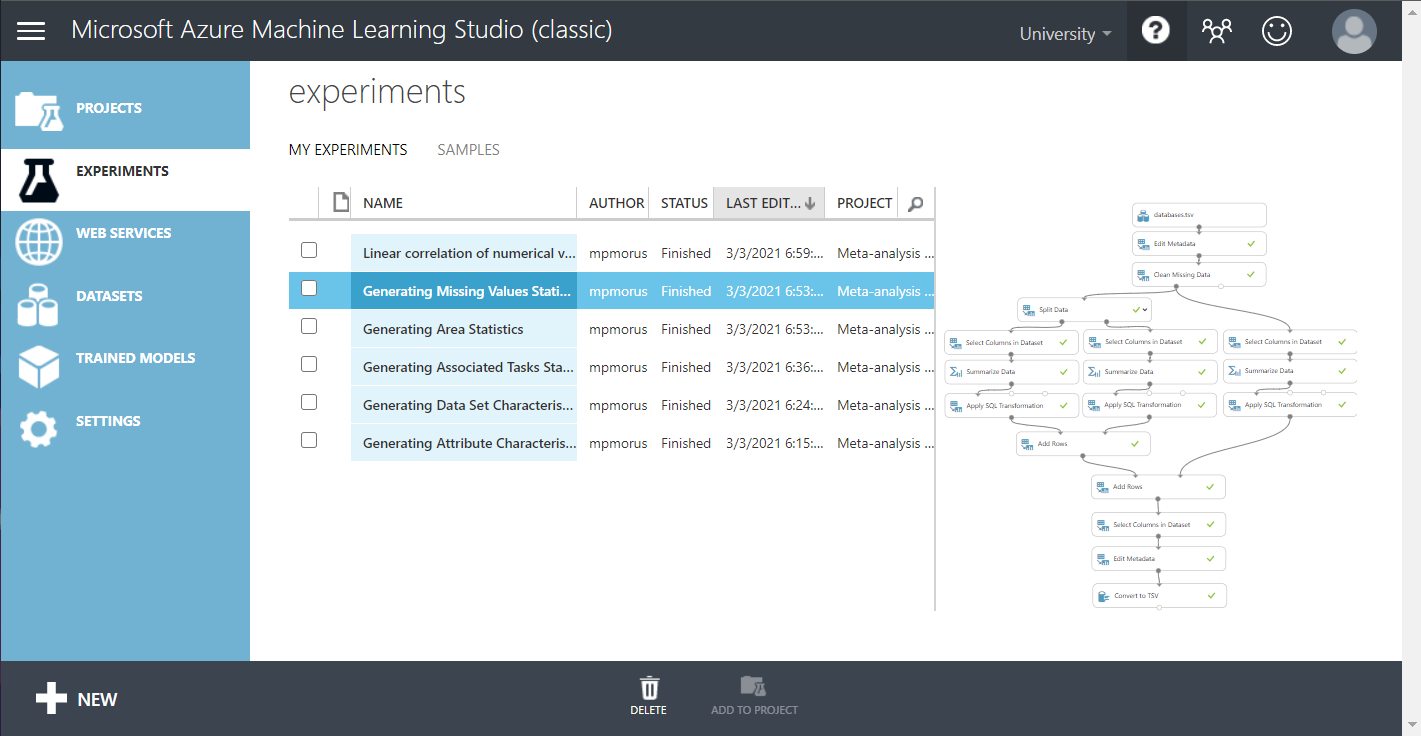 Microsoft Azure Machine Learning Studio (classic)
University
PROJECTS
EXPERIMENTS
WEB SERVICES
DATASETS
TRAINED MODELS
SETTINGS
experiments
MY EXPERIMENTS SAMPLES
NAME AUTHOR STATUS LAST EDIT... PROJECT
Linear correlation of numerical v... mpmorus Finished 3/3/2021 6:59:... Meta-analysis ...
Generating Missing Values Stati... mpmorus Finished 3/3/2021 6:53:... Meta-analysis ...
Generating Area Statistics mpmorus Finished 3/3/2021 6:53:... Meta-analysis ...
Generating Associated Tasks Sta... mpmorus Finished 3/3/2021 6:36:... Meta-analysis ...
Generating Data Set Characteris... mpmorus Finished 3/3/2021 6:24:... Meta-analysis ...
Generating Attribute Characteris... mpmorus Finished 3/3/2021 6:15:... Meta-analysis ...
databases.tsv
Edit Metadata
Clean Missing Data
Split Data
Select Columns in Dataset Select Columns in Dataset Select Columns in Dataset
Summarize Data Summarize Data Summarize Data
Apply SQL Transformation Apply SQL Transformation Apply SQL Transformation
Add Rows
Add Rows
Select Columns in Dataset
Edit Metadata
Convert to TSV
NEW
DELETE
ADD TO PROJECT